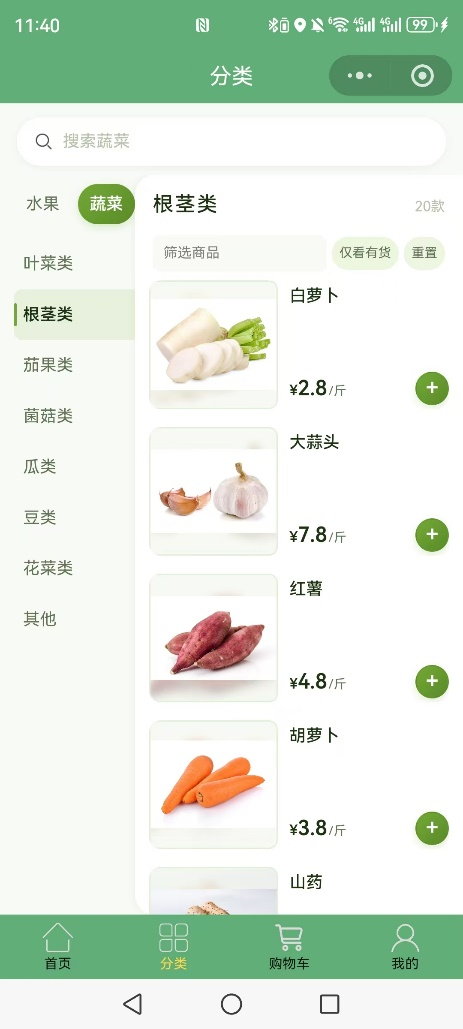 11:40
4G 4G 99
分类
搜索蔬菜
水果 蔬菜
根茎类 20款
筛选商品 仅看有货 重置
叶菜类
根茎类
茄果类
菌菇类
瓜类
豆类
花菜类
其他
白萝卜
¥2.8/斤 +
大蒜头
¥7.8/斤 +
红薯
¥4.8/斤 +
胡萝卜
¥3.8/斤 +
山药
首页 分类 购物车 我的